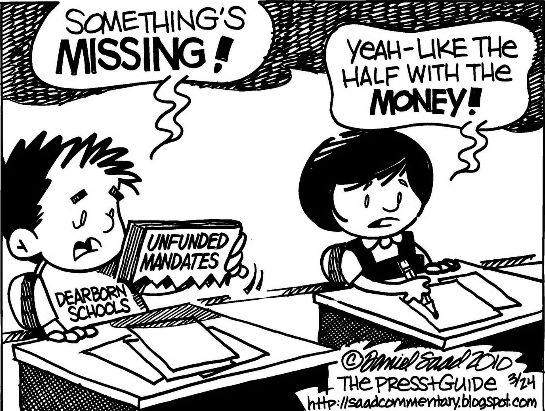 SOMETHING'S
MISSING!
YEAH-LIKE THE
HALF WITH THE
MONEY!
UNFUNDED
MANDATES
DEARBORN
SCHOOLS
© Daniel Saad 2010
THE PRESS+GUIDE 3/24
http://saadcommentary.blogspot.com